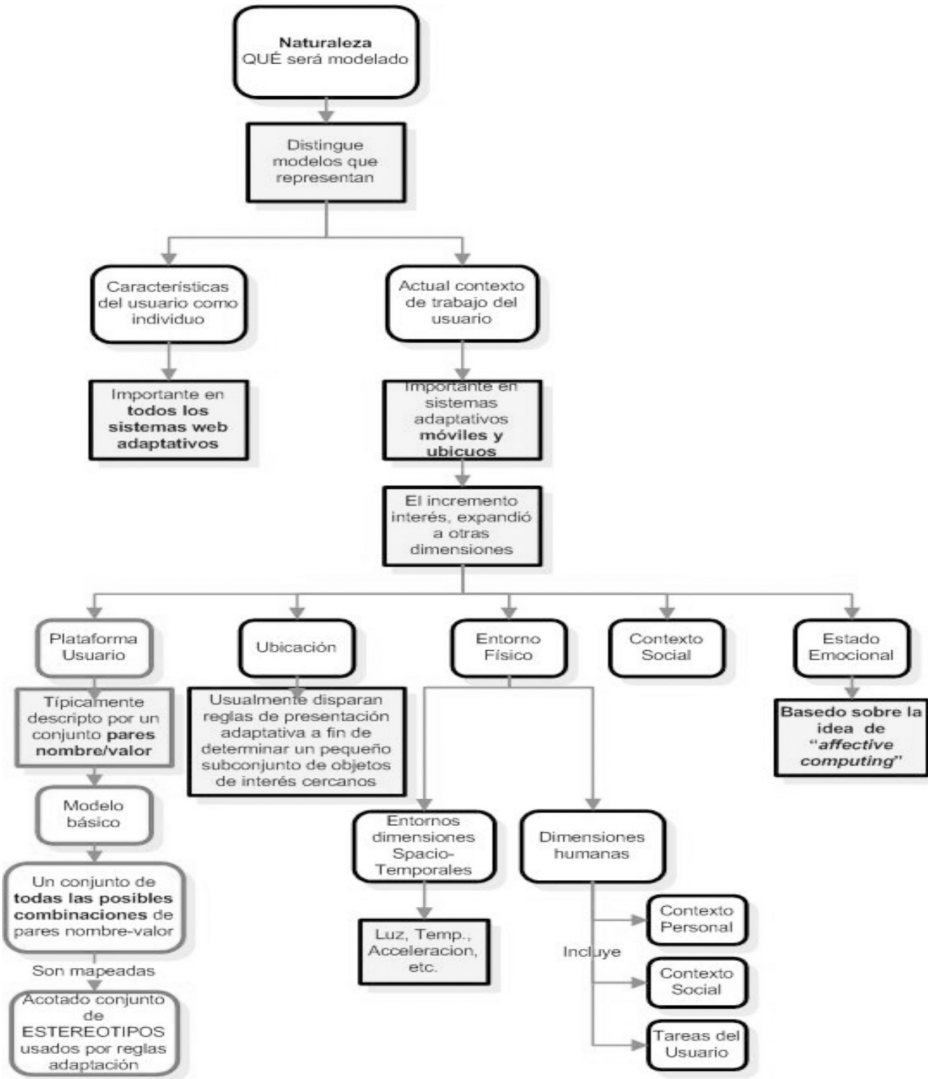 Naturaleza
QUÉ será modelado
Distingue
modelos que
representan
Características
del usuario como
individuo
Actual contexto
de trabajo del
usuario
Importante en
todos los
sistemas web
adaptativos
Importante en
sistemas
adaptativos
móviles y
ubicuos
El incremento
interés, expandió
a otras
dimensiones
Plataforma
Usuario
Ubicación
Entorno
Físico
Contexto
Social
Estado
Emocional
Típicamente
descripto por un
conjunto pares
nombre/valor
Usualmente disparan
reglas de presentación
adaptativa a fin de
determinar un pequeño
subconjunto de objetos
de interés cercanos
Basedo sobre la
idea de
“affective
computing”
Modelo
básico
Entornos
dimensiones
Spacio-
Temporales
Dimensiones
humanas
Un conjunto de
todas las posibles
combinaciones de
pares nombre-valor
Luz, Temp.,
Acceleracion,
etc.
Incluye
Contexto
Personal
Contexto
Social
Tareas del
Usuario
Son mapeadas
Acotado conjunto
de
ESTEREOTIPOS
usados por reglas
adaptación